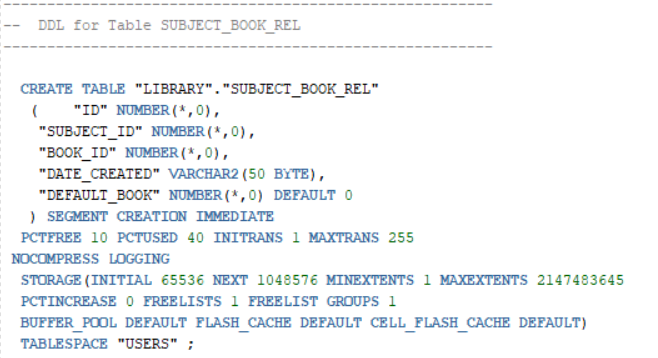 --------------------------------------------------------
--  DDL for Table SUBJECT_BOOK_REL
--------------------------------------------------------
CREATE TABLE "LIBRARY"."SUBJECT_BOOK_REL"
( "ID" NUMBER(*,0),
"SUBJECT_ID" NUMBER(*,0),
"BOOK_ID" NUMBER(*,0),
"DATE_CREATED" VARCHAR2(50 BYTE),
"DEFAULT_BOOK" NUMBER(*,0) DEFAULT 0
) SEGMENT CREATION IMMEDIATE
PCTFREE 10 PCTUSED 40 INITRANS 1 MAXTRANS 255
NOCOMPRESS LOGGING
STORAGE(INITIAL 65536 NEXT 1048576 MINEXTENTS 1 MAXEXTENTS 2147483645
PCTINCREASE 0 FREELISTS 1 FREELIST GROUPS 1
BUFFER_POOL DEFAULT FLASH_CACHE DEFAULT CELL_FLASH_CACHE DEFAULT)
TABLESPACE "USERS" ;